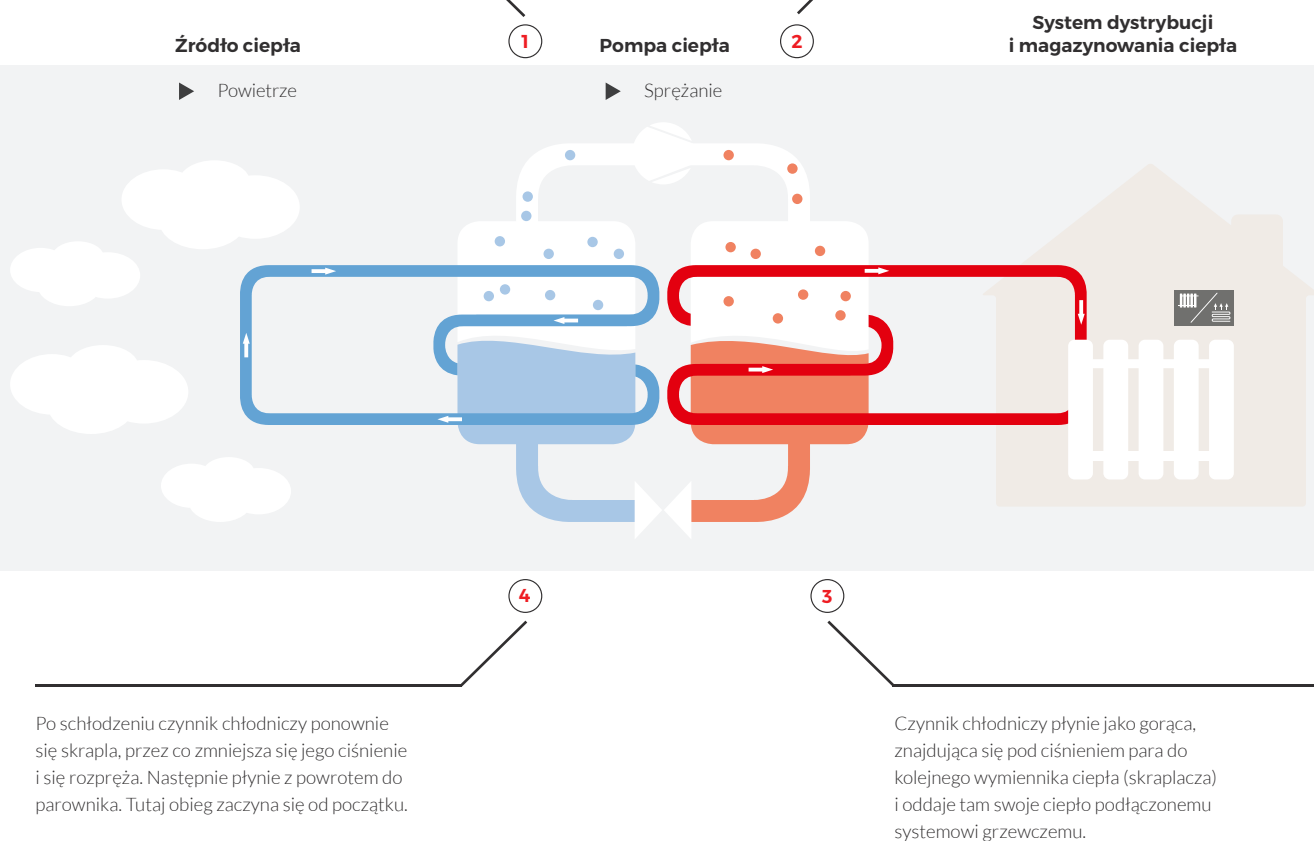 Źródło ciepła
1
Pompa ciepła
2
System dystrybucji
i magazynowania ciepła
Powietrze
Sprężanie
4
3
Po schłodzeniu czynnik chłodniczy ponownie
się skrapla, przez co zmniejsza się jego ciśnienie
i się rozpręża. Następnie płynie z powrotem do
parownika. Tutaj obieg zaczyna się od początku.
Czynnik chłodniczy płynie jako gorąca,
znajdująca się pod ciśnieniem para do
kolejnego wymiennika ciepła (skraplacza)
i oddaje tam swoje ciepło podłączonemu
systemowi grzewczemu.